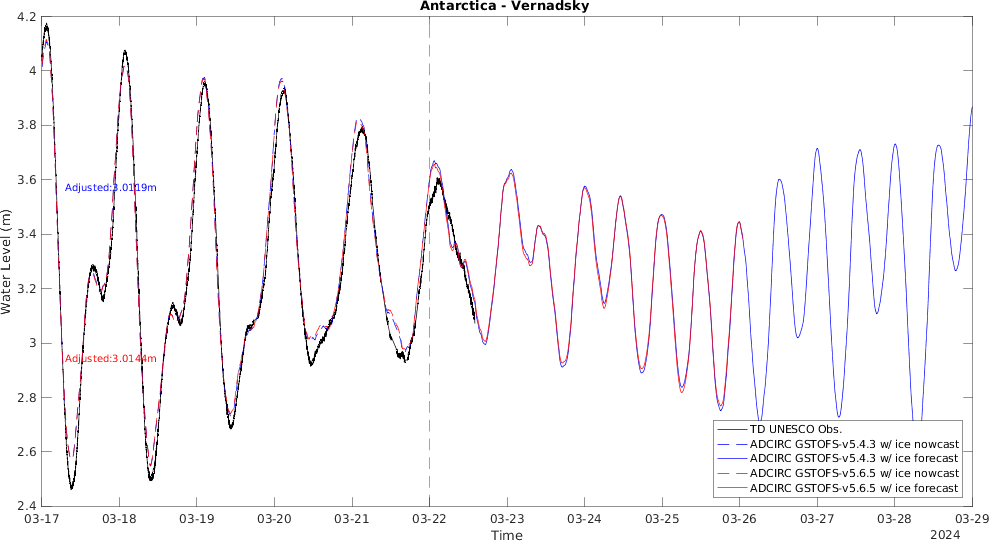 Antarctica - Vernadsky
4.2
4
3.8
3.6
3.4
3.2
3
2.8
2.6
2.4
Water Level (m)
Adjusted:3.0119m
Adjusted:3.0144m
TD UNESCO Obs.
ADCIRC GSTOFS-v5.4.3 w/ ice nowcast
ADCIRC GSTOFS-v5.4.3 w/ ice forecast
ADCIRC GSTOFS-v5.6.5 w/ ice nowcast
ADCIRC GSTOFS-v5.6.5 w/ ice forecast
03-17 03-18 03-19 03-20 03-21 03-22 03-23 03-24 03-25 03-26 03-27 03-28 03-29
Time
2024